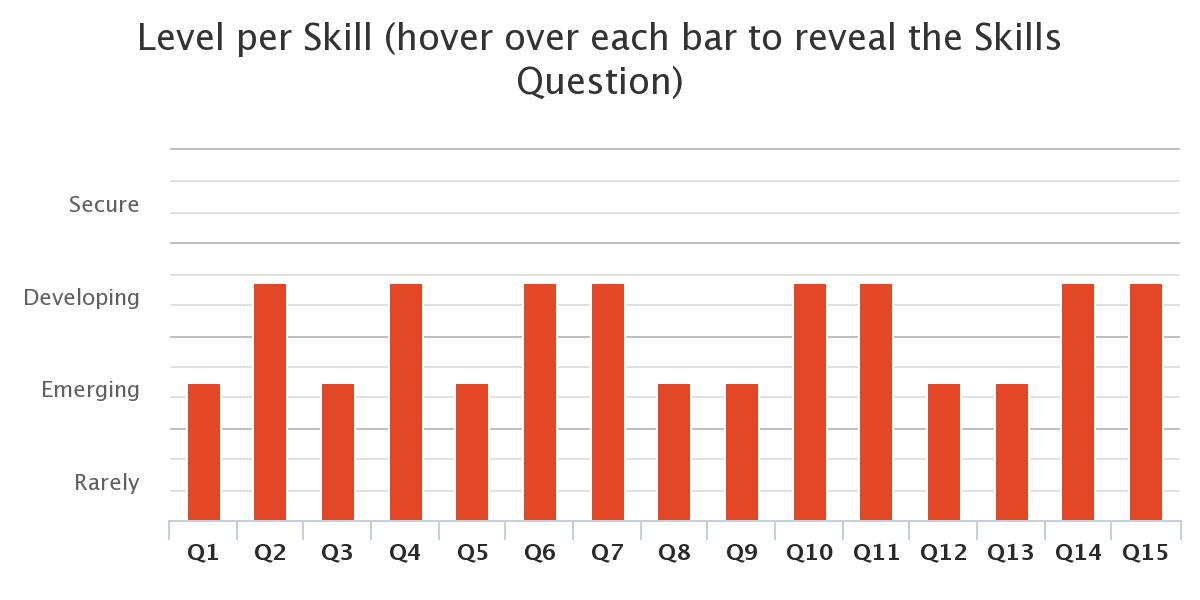 Level per Skill (hover over each bar to reveal the Skills
Question)
Secure
Developing
Emerging
Rarely
Q1 Q2 Q3 Q4 Q5 Q6 Q7 Q8 Q9 Q10 Q11 Q12 Q13 Q14 Q15